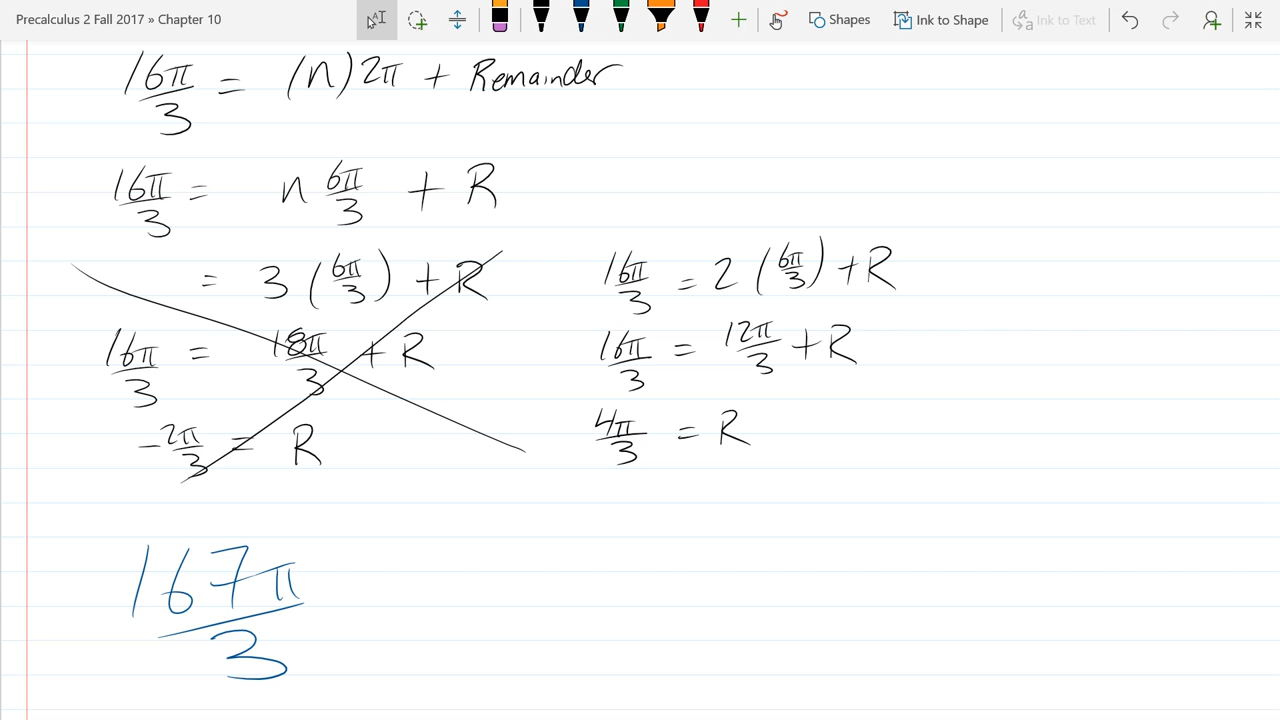 Precalculus 2 Fall 2017 » Chapter 10
Shapes
Ink to Shape
Ink to Text
16π/3 = (n)2π + Remainder
16π/3 = n 6π/3 + R
= 3(6π/3) + R
16π/3 = 18π/3 + R
-2π/3 = R
16π/3 = 2(6π/3) + R
16π/3 = 12π/3 + R
4π/3 = R
167π/3